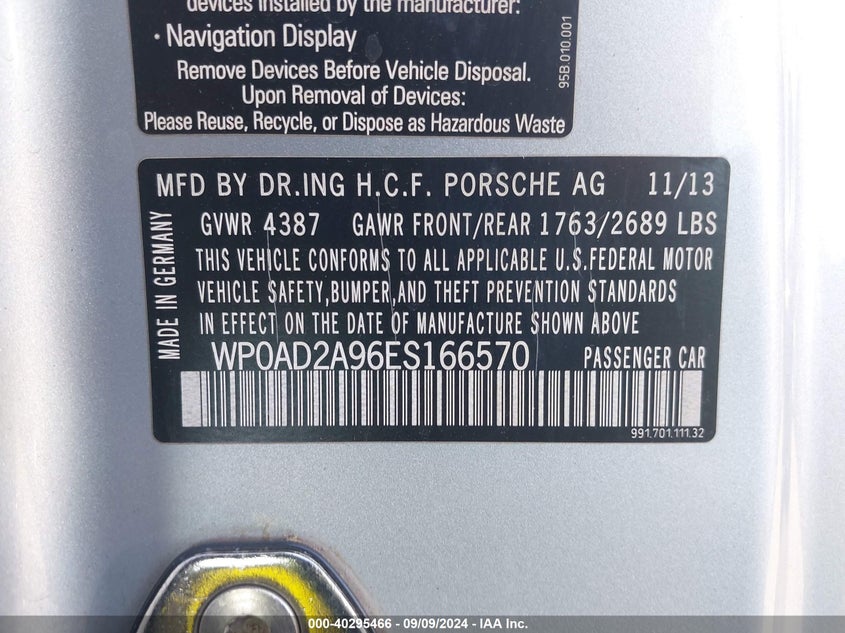 devices installed by the manufacturer:
· Navigation Display
Remove Devices Before Vehicle Disposal.
Upon Removal of Devices:
Please Reuse, Recycle, or Dispose as Hazardous Waste
95B.010.001
MFD BY DR.ING H.C.F. PORSCHE AG 11/13
GVWR 4387 GAWR FRONT/REAR 1763/2689 LBS
THIS VEHICLE CONFORMS TO ALL APPLICABLE U.S.FEDERAL MOTOR
VEHICLE SAFETY,BUMPER,AND THEFT PREVENTION STANDARDS
IN EFFECT ON THE DATE OF MANUFACTURE SHOWN ABOVE
MADE IN GERMANY
WP0AD2A96ES166570 PASSENGER CAR
991.701.111.32
000-40295466 - 09/09/2024 - IAA Inc.